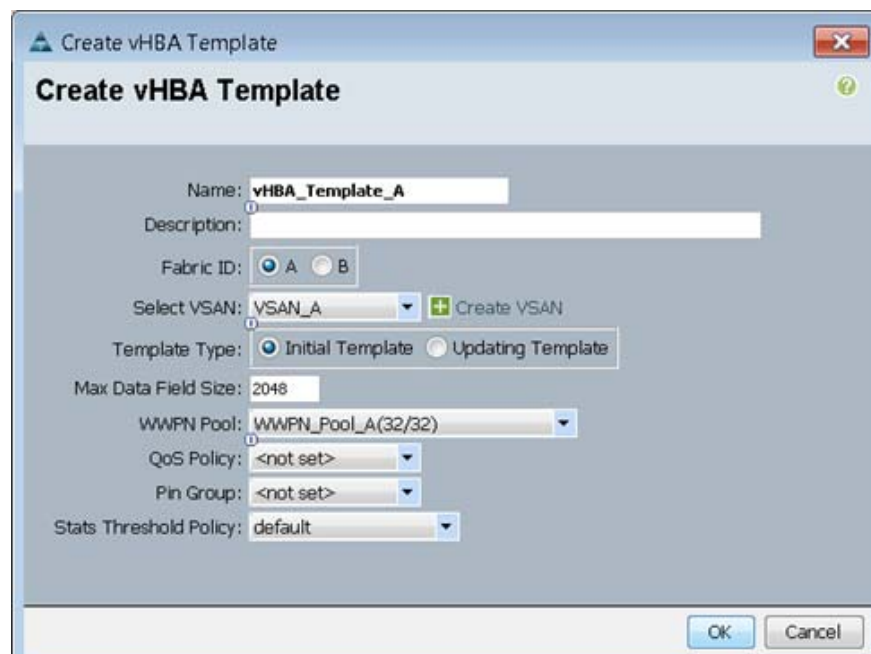 Create vHBA Template
Create vHBA Template
Name: vHBA_Template_A
Description:
Fabric ID: A B
Select VSAN: VSAN_A Create VSAN
Template Type: Initial Template Updating Template
Max Data Field Size: 2048
WWPN Pool: WWPN_Pool_A(32/32)
QoS Policy: <not set>
Pin Group: <not set>
Stats Threshold Policy: default
OK Cancel